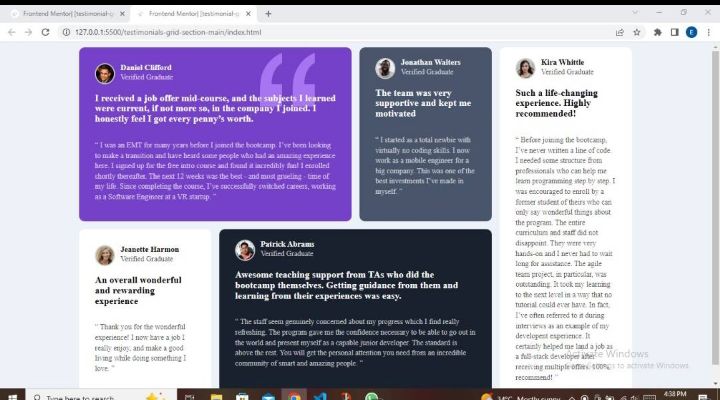 Frontend Mentor| [testimonial-g
Frontend Mentor| [testimonial-g
127.0.0.1:5500/testimonials-grid-section-main/index.html
E
Daniel Clifford
Verified Graduate
I received a job offer mid-course, and the subjects I learned
were current, if not more so, in the company I joined. I
honestly feel I got every penny’s worth.
“ I was an EMT for many years before I joined the bootcamp. I’ve been looking
to make a transition and have heard some people who had an amazing experience
here. I signed up for the free intro course and found it incredibly fun! I enrolled
shortly thereafter. The next 12 weeks was the best - and most grueling - time of
my life. Since completing the course, I’ve successfully switched careers, working
as a Software Engineer at a VR startup. ”
Jonathan Walters
Verified Graduate
The team was very
supportive and kept me
motivated
“ I started as a total newbie with
virtually no coding skills. I now
work as a mobile engineer for a
big company. This was one of the
best investments I’ve made in
myself. ”
Kira Whittle
Verified Graduate
Such a life-changing
experience. Highly
recommended!
“ Before joining the bootcamp,
I’ve never written a line of code.
I needed some structure from
professionals who can help me
learn programming step by step. I
was encouraged to enroll by a
former student of theirs who can
only say wonderful things about
the program. The entire
curriculum and staff did not
disappoint. They were very
hands-on and I never had to wait
long for assistance. The agile
team project, in particular, was
outstanding. It took my learning
to the next level in a way that no
tutorial could ever have. In fact,
I’ve often referred to it during
interviews as an example of my
developent experience. It
certainly helped me land a job as
a full-stack developer after
receiving multiple offers. 100%
recommend! ”
Jeanette Harmon
Verified Graduate
An overall wonderful
and rewarding
experience
“ Thank you for the wonderful
experience! I now have a job I
really enjoy, and make a good
living while doing something I
love. ”
Patrick Abrams
Verified Graduate
Awesome teaching support from TAs who did the
bootcamp themselves. Getting guidance from them and
learning from their experiences was easy.
“ The staff seem genuinely concerned about my progress which I find really
refreshing. The program gave me the confidence necessary to be able to go out in
the world and present myself as a capable junior developer. The standard is
above the rest. You will get the personal attention you need from an incredible
community of smart and amazing people. ”
Activate Windows
to activate Windows.
Type here to search
14°C Mostly sunny
4:38 PM